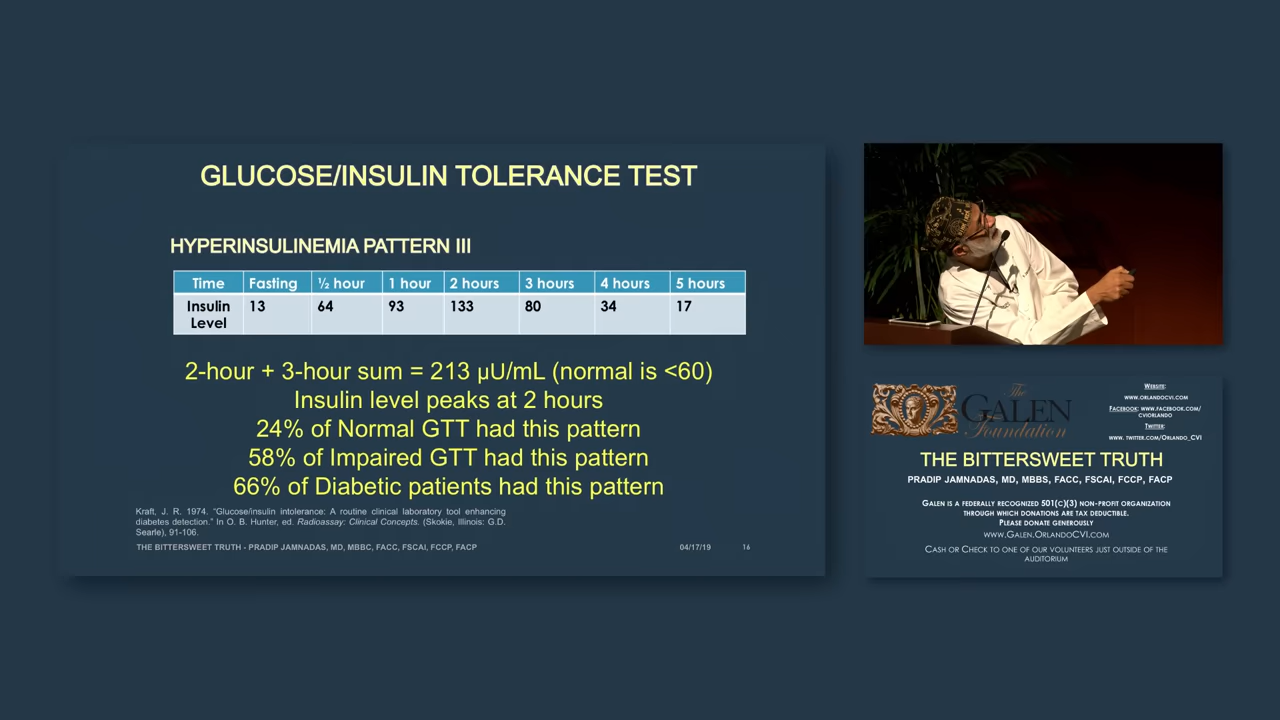 GLUCOSE/INSULIN TOLERANCE TEST
HYPERINSULINEMIA PATTERN III
Time Fasting ½ hour 1 hour 2 hours 3 hours 4 hours 5 hours
Insulin Level 13 64 93 133 80 34 17
2-hour + 3-hour sum = 213 µU/mL (normal is <60)
Insulin level peaks at 2 hours
24% of Normal GTT had this pattern
58% of Impaired GTT had this pattern
66% of Diabetic patients had this pattern
Kraft, J. R. 1974. “Glucose/insulin intolerance: A routine clinical laboratory tool enhancing
diabetes detection.” In O. B. Hunter, ed. Radioassay: Clinical Concepts. (Skokie, Illinois: G.D.
Searle), 91-106.
THE BITTERSWEET TRUTH - PRADIP JAMNADAS, MD, MBBC, FACC, FSCAI, FCCP, FACP 04/17/19 16
The
GALEN
Foundation
WEBSITE:
WWW.ORLANDOCVI.COM
FACEBOOK: WWW.FACEBOOK.COM/
CVIORLANDO
TWITTER:
WWW. TWITTER.COM/ORLANDO_CVI
THE BITTERSWEET TRUTH
PRADIP JAMNADAS, MD, MBBS, FACC, FSCAI, FCCP, FACP
GALEN IS A FEDERALLY RECOGNIZED 501(C)(3) NON-PROFIT ORGANIZATION
THROUGH WHICH DONATIONS ARE TAX DEDUCTIBLE.
PLEASE DONATE GENEROUSLY
WWW.GALEN.ORLANDOCVI.COM
CASH OR CHECK TO ONE OF OUR VOLUNTEERS JUST OUTSIDE OF THE
AUDITORIUM